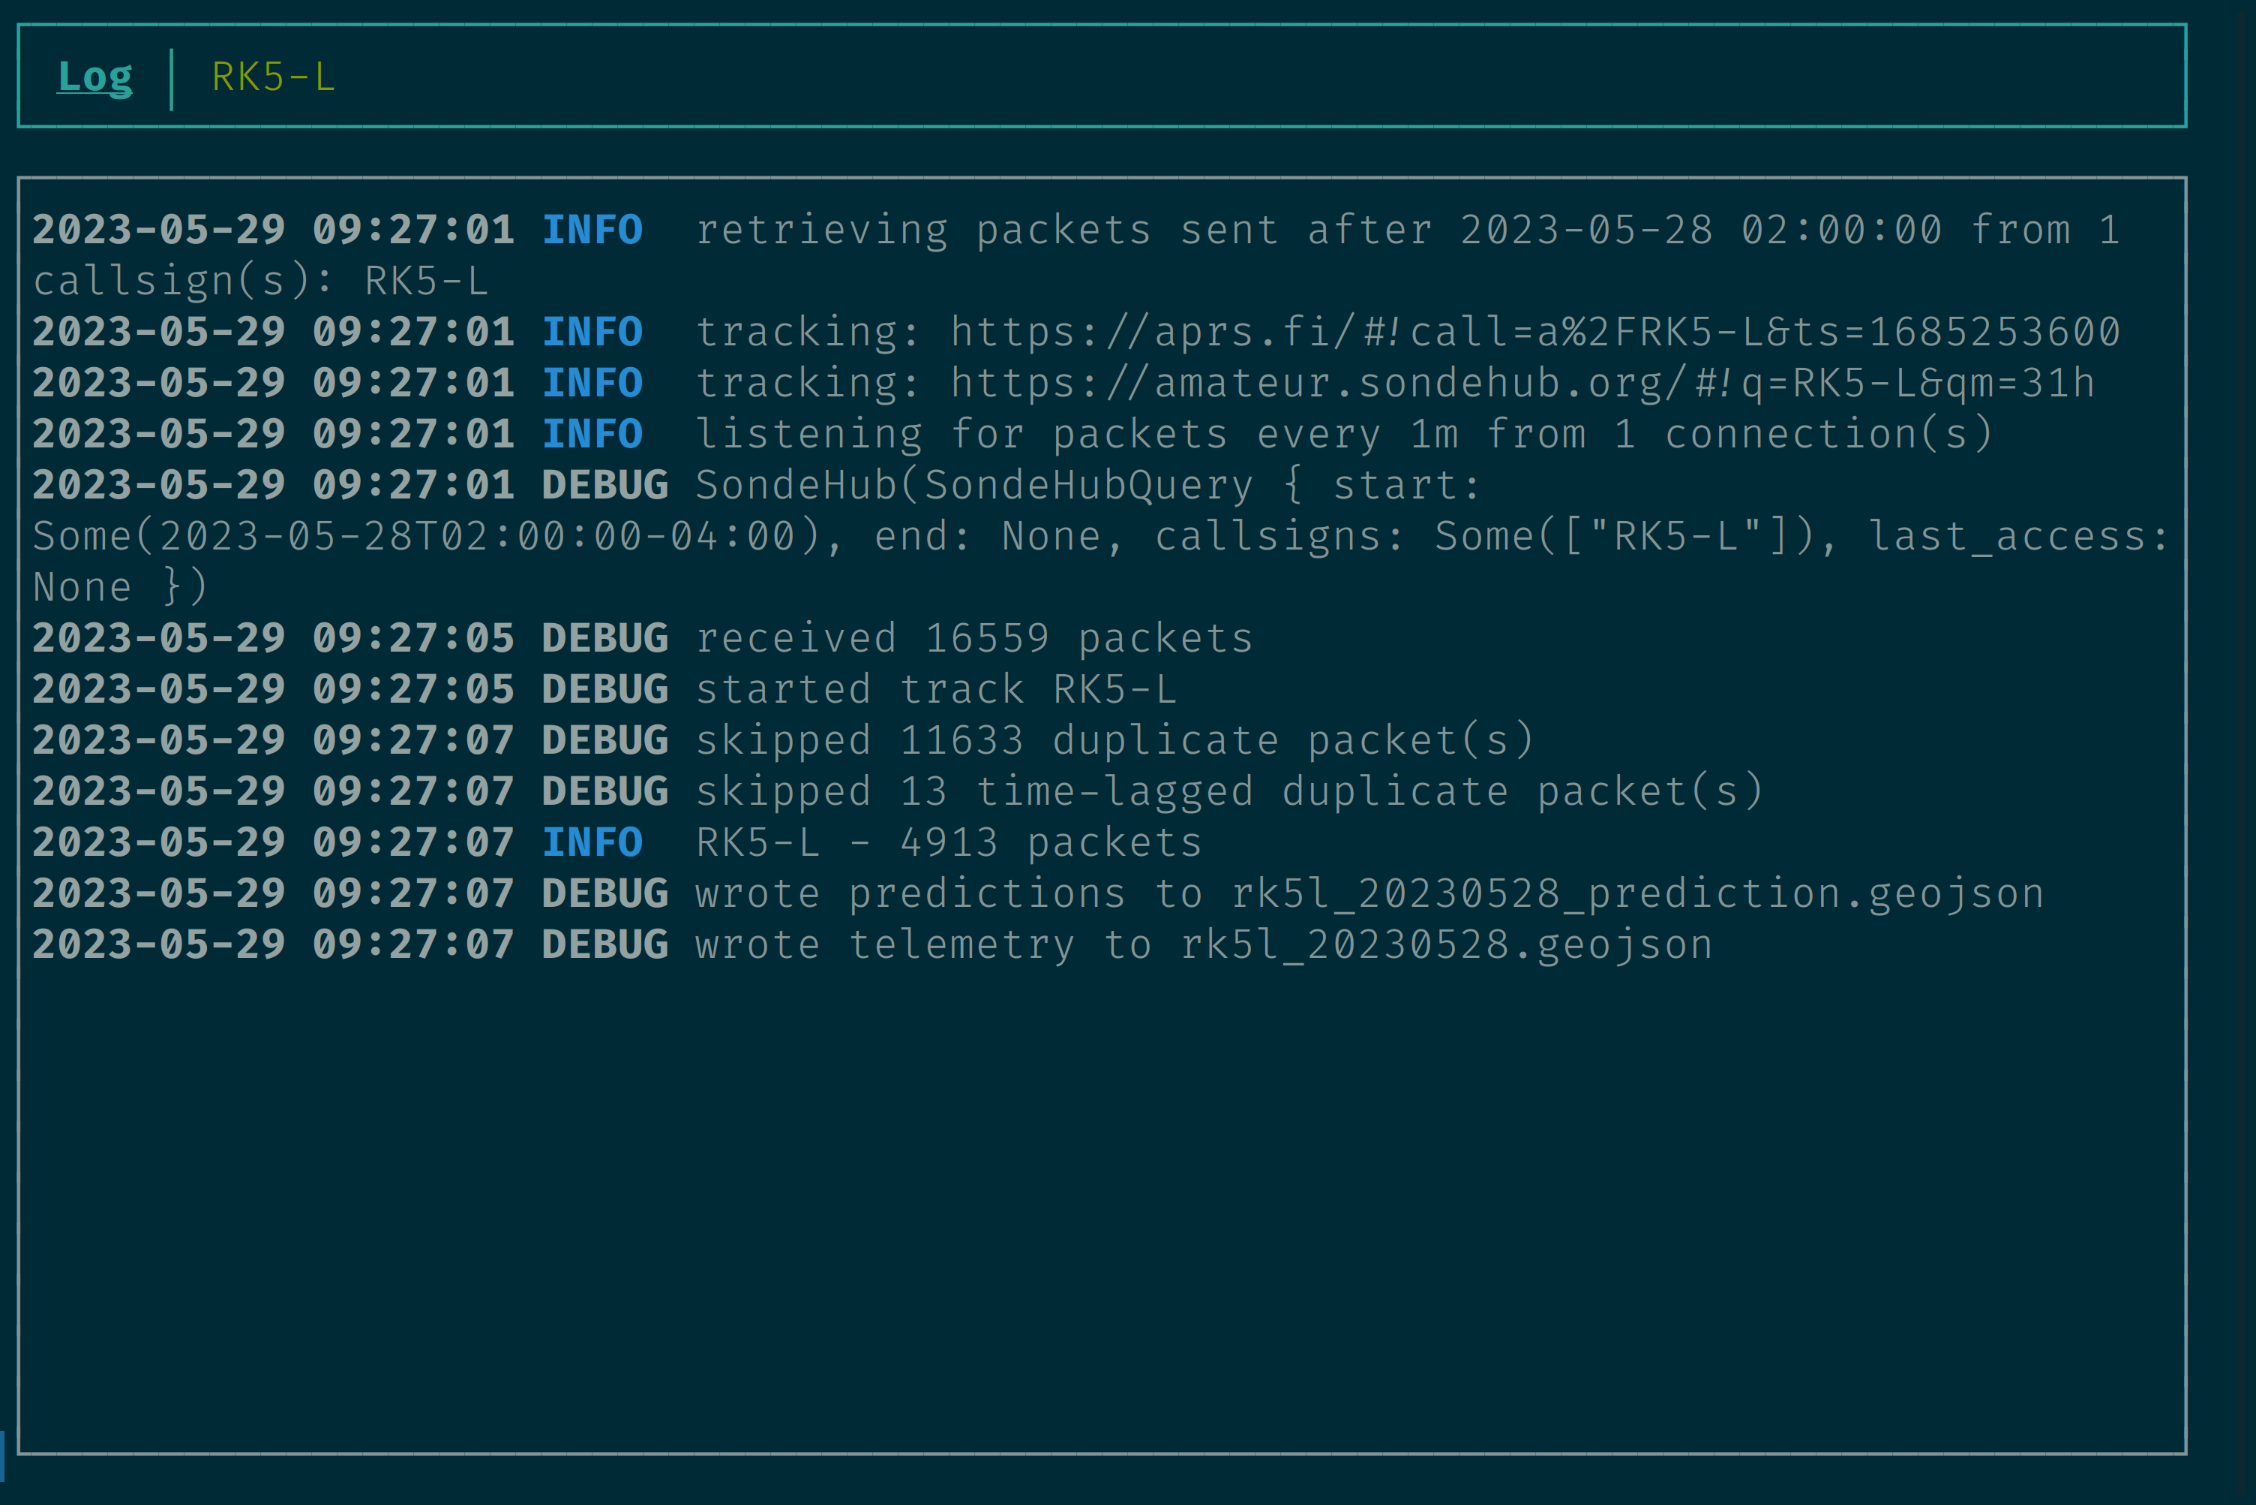 Log │ RK5-L
2023-05-29 09:27:01 INFO  retrieving packets sent after 2023-05-28 02:00:00 from 1
callsign(s): RK5-L
2023-05-29 09:27:01 INFO  tracking: https://aprs.fi/#!call=a%2FRK5-L&ts=1685253600
2023-05-29 09:27:01 INFO  tracking: https://amateur.sondehub.org/#!q=RK5-L&qm=31h
2023-05-29 09:27:01 INFO  listening for packets every 1m from 1 connection(s)
2023-05-29 09:27:01 DEBUG SondeHub(SondeHubQuery { start:
Some(2023-05-28T02:00:00-04:00), end: None, callsigns: Some(["RK5-L"]), last_access:
None })
2023-05-29 09:27:05 DEBUG received 16559 packets
2023-05-29 09:27:05 DEBUG started track RK5-L
2023-05-29 09:27:07 DEBUG skipped 11633 duplicate packet(s)
2023-05-29 09:27:07 DEBUG skipped 13 time-lagged duplicate packet(s)
2023-05-29 09:27:07 INFO  RK5-L - 4913 packets
2023-05-29 09:27:07 DEBUG wrote predictions to rk5l_20230528_prediction.geojson
2023-05-29 09:27:07 DEBUG wrote telemetry to rk5l_20230528.geojson